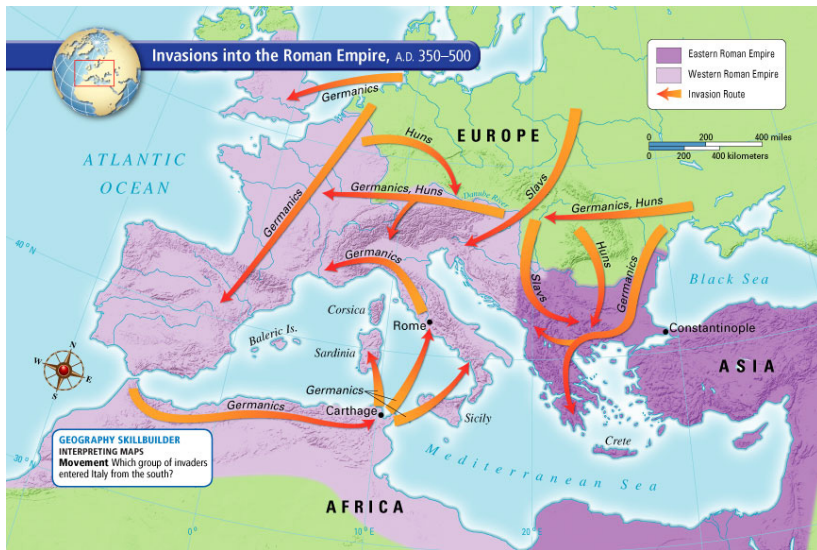 Invasions into the Roman Empire, A.D. 350–500
Eastern Roman Empire
Western Roman Empire
Invasion Route
0 200 400 miles
0 200 400 kilometers
Germanics
EUROPE
Huns
ATLANTIC
OCEAN
Slavs
Germanics, Huns
Danube River
Germanics, Huns
Germanics
40°N
Germanics
Huns
Germanics
Slavs
Black Sea
Corsica
Rome
Constantinople
Baleric Is.
Sardinia
ASIA
N
W
E
S
Germanics
Germanics
Carthage
Sicily
Crete
GEOGRAPHY SKILLBUILDER
INTERPRETING MAPS
Movement Which group of invaders
entered Italy from the south?
Mediterranean Sea
30°N
AFRICA
0°
10°E
20°E